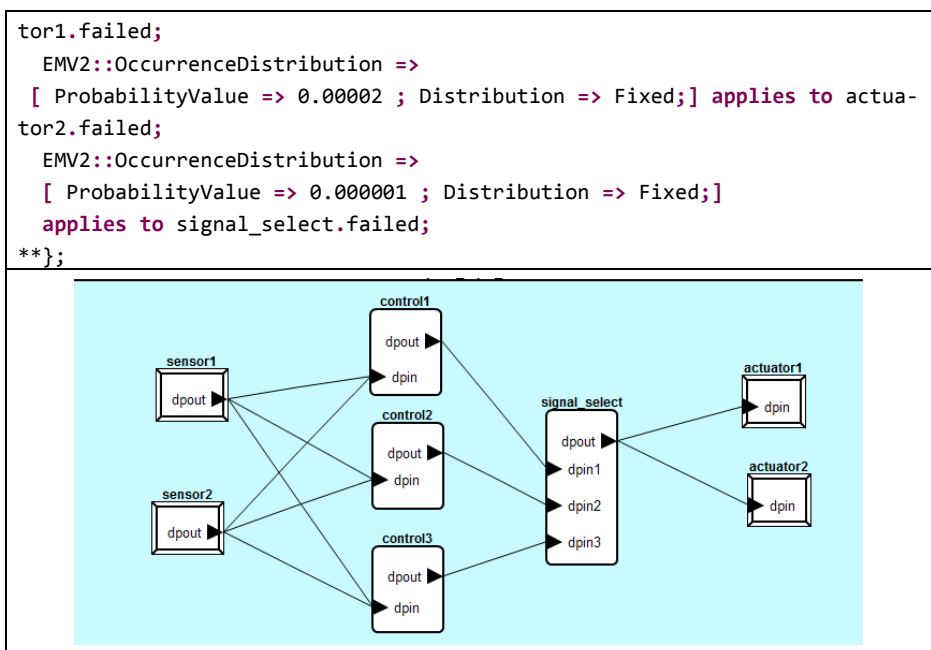 tor1.failed;
EMV2::OccurrenceDistribution =>
[ ProbabilityValue => 0.00002 ; Distribution => Fixed;] applies to actua-
tor2.failed;
EMV2::OccurrenceDistribution =>
[ ProbabilityValue => 0.000001 ; Distribution => Fixed;]
applies to signal_select.failed;
**};
control1
dpout
dpin
sensor1
dpout
control2
dpout
dpin
sensor2
dpout
control3
dpout
dpin
signal_select
dpout
dpin1
dpin2
dpin3
actuator1
dpin
actuator2
dpin